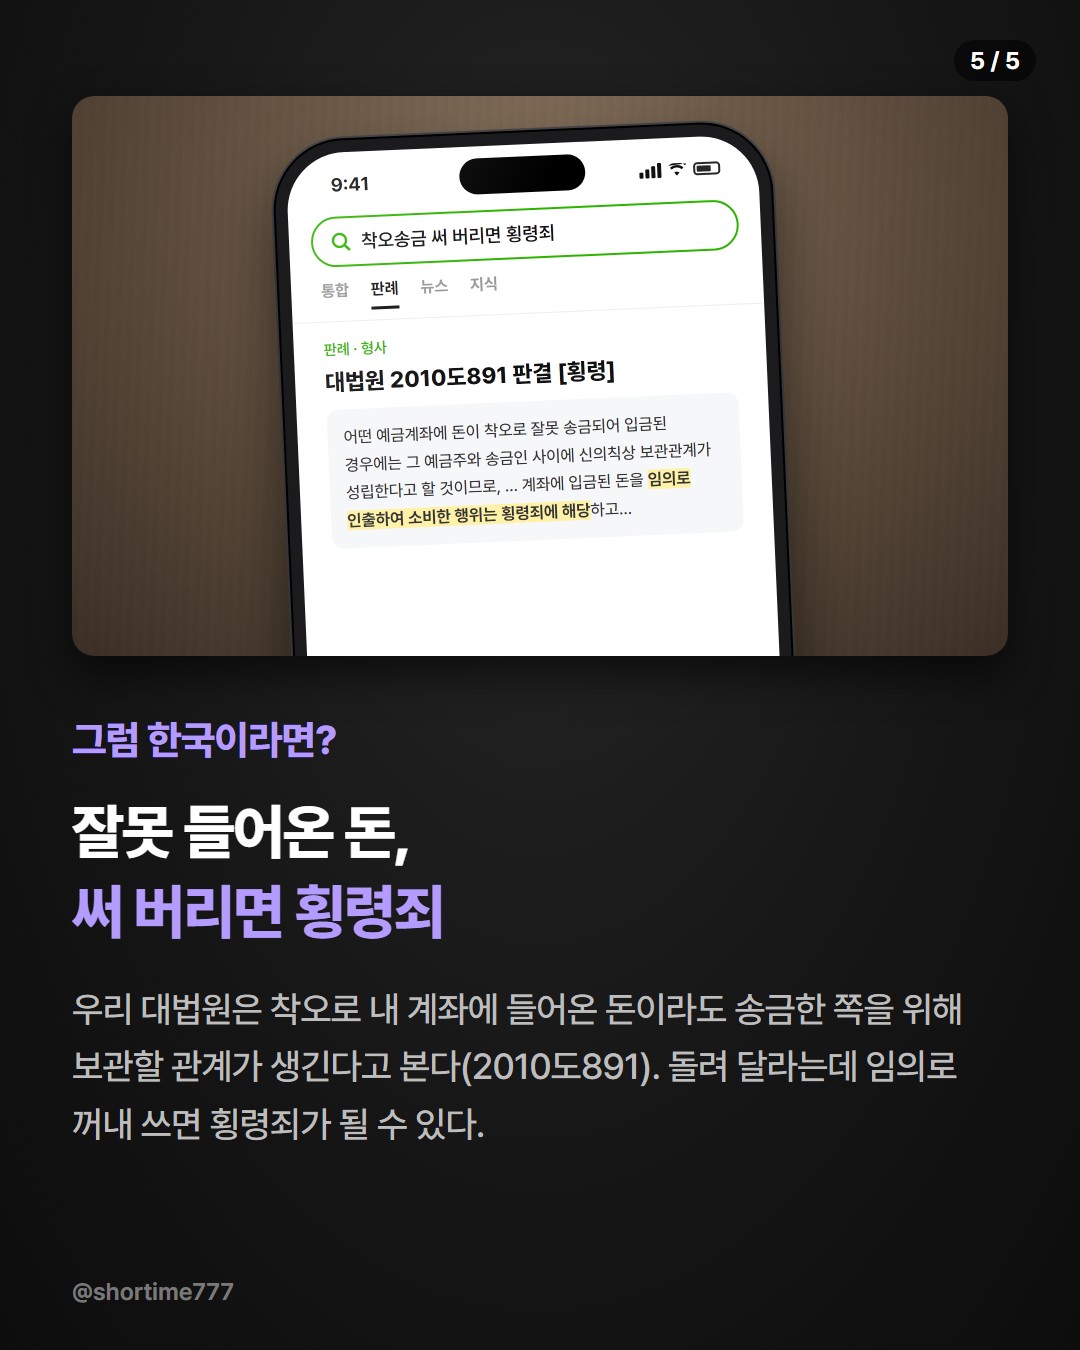 5 / 5
9:41
착오송금 써 버리면 횡령죄
통합 판례 뉴스 지식
판례 · 형사
대법원 2010도891 판결 [횡령]
어떤 예금계좌에 돈이 착오로 잘못 송금되어 입금된
경우에는 그 예금주와 송금인 사이에 신의칙상 보관관계가
성립한다고 할 것이므로, ... 계좌에 입금된 돈을 임의로
인출하여 소비한 행위는 횡령죄에 해당하고...
그럼 한국이라면?
잘못 들어온 돈,
써 버리면 횡령죄
우리 대법원은 착오로 내 계좌에 들어온 돈이라도 송금한 쪽을 위해
보관할 관계가 생긴다고 본다(2010도891). 돌려 달라는데 임의로
꺼내 쓰면 횡령죄가 될 수 있다.
@shortime777